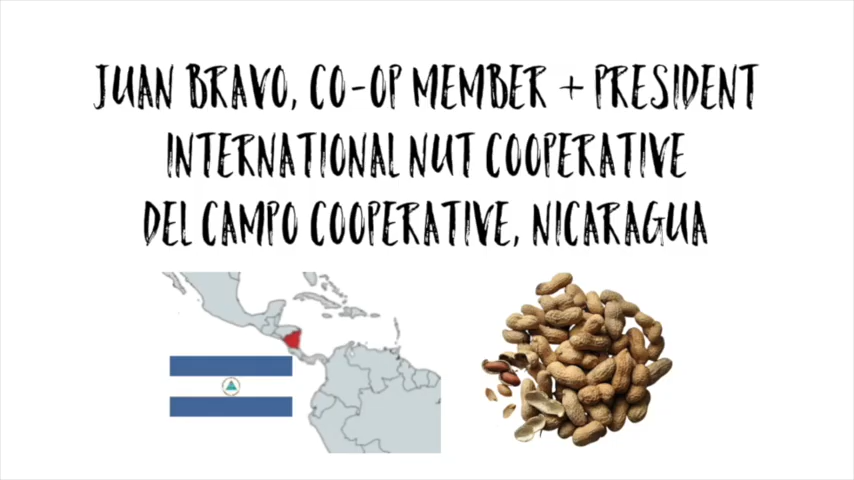 JUAN BRAVO, CO-OP MEMBER + PRESIDENT
INTERNATIONAL NUT COOPERATIVE
DEL CAMPO COOPERATIVE, NICARAGUA